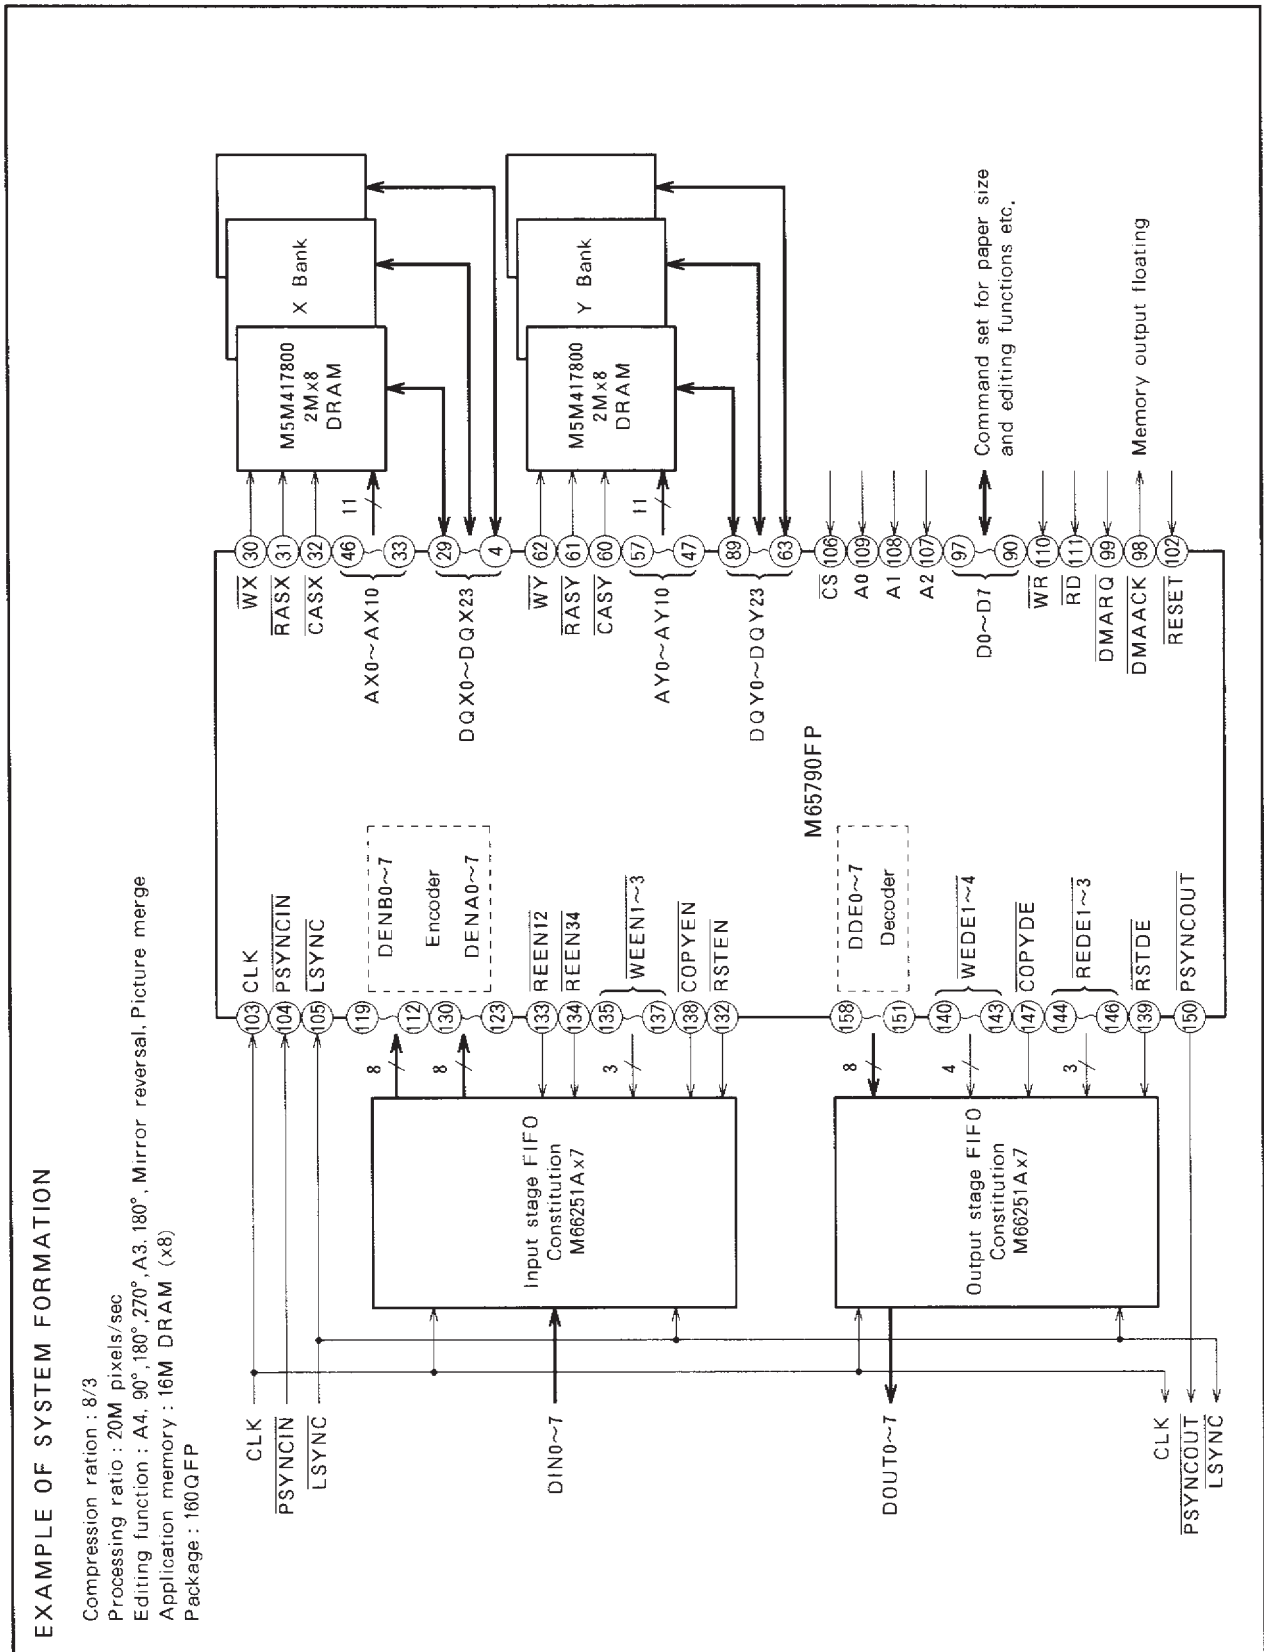 EXAMPLE OF SYSTEM FORMATION
Compression ration : 8/3
Processing ratio : 20M pixels/sec
Editing function : A4, 90°, 180°, 270°, A3, 180°, Mirror reversal, Picture merge
Application memory : 16M DRAM (x8)
Package : 160QFP
CLK
PSYNCIN
LSYNC
DIN0~7
DOUT0~7
CLK
PSYNCOUT
LSYNC
Input stage FIFO
Constitution
M66251Ax7
Output stage FIFO
Constitution
M66251Ax7
8
8
3
8
4
3
103 CLK
104 PSYNCIN
105 LSYNC
119
112
130
123
DENB0~7
Encoder
DENA0~7
133 REEN12
134 REEN34
135
137
WEEN1~3
138 COPYEN
132 RSTEN
158
151
DDE0~7
Decoder
140
143
WEDE1~4
147 COPYDE
144
146
REDE1~3
139 RSTDE
150 PSYNCOUT
M65790FP
WX 30
RASX 31
CASX 32
AX0~AX10
46
33
DQX0~DQX23
29
4
WY 62
RASY 61
CASY 60
AY0~AY10
57
47
DQY0~DQY23
89
63
CS 106
A0 109
A1 108
A2 107
D0~D7
97
90
WR 110
RD 111
DMARQ 99
DMAACK 98
RESET 102
11
11
M5M417800
2Mx8
DRAM
X Bank
M5M417800
2Mx8
DRAM
Y Bank
Command set for paper size
and editing functions etc.
Memory output floating